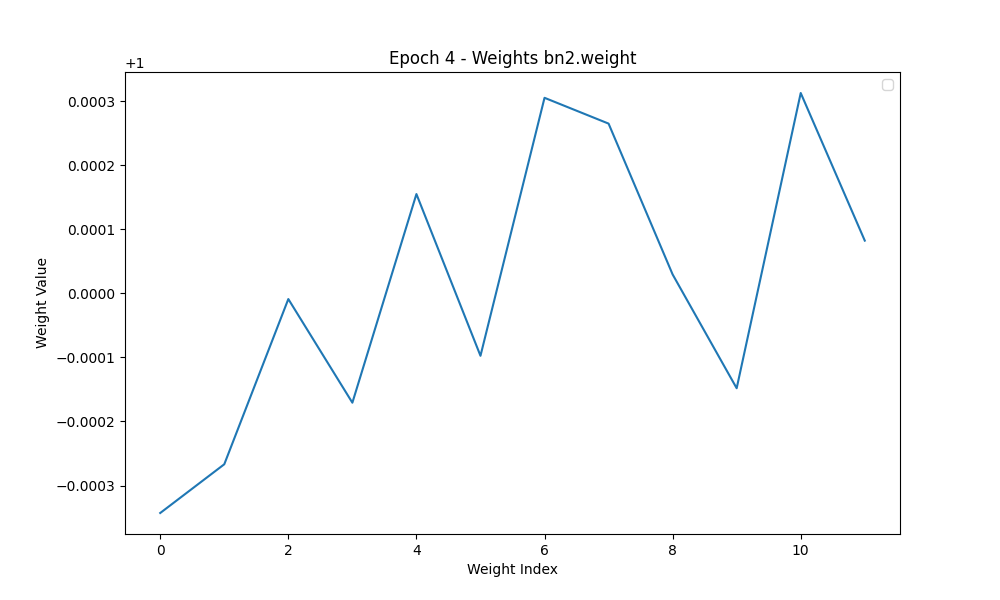 Epoch 4 - Weights bn2.weight
+1
0.0003
0.0002
0.0001
0.0000
−0.0001
−0.0002
−0.0003
Weight Value
0 2 4 6 8 10
Weight Index